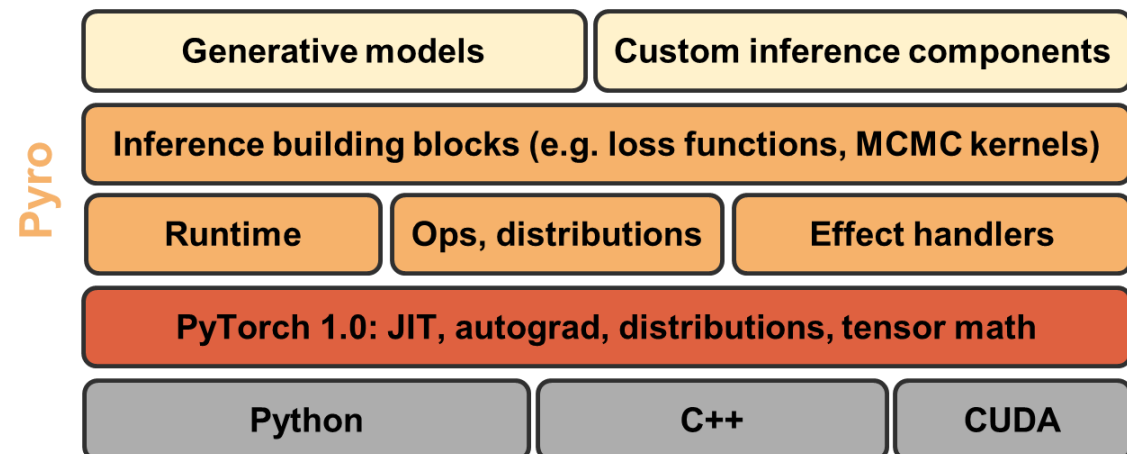 Generative models
Custom inference components
Pyro
Inference building blocks (e.g. loss functions, MCMC kernels)
Runtime
Ops, distributions
Effect handlers
PyTorch 1.0: JIT, autograd, distributions, tensor math
Python
C++
CUDA